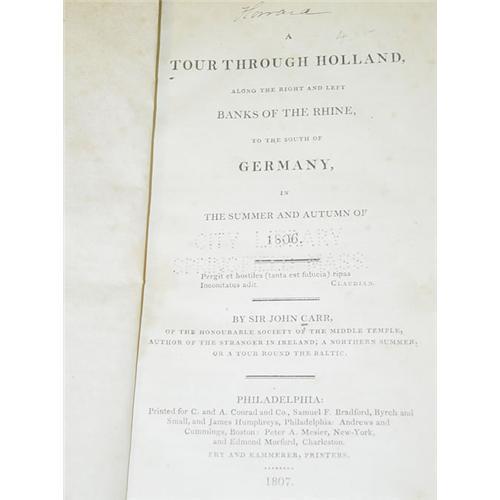 Howard
4
A
TOUR THROUGH HOLLAND,
ALONG THE RIGHT AND LEFT
BANKS OF THE RHINE,
TO THE SOUTH OF
GERMANY,
IN
THE SUMMER AND AUTUMN OF
1806.
CITY LIBRARY
SPRINGFIELD MASS
Pergit et hostiles (tanta est fiducia) ripas
Incomitatus adit. CLAUDIAN.
BY SIR JOHN CARR,
OF THE HONOURABLE SOCIETY OF THE MIDDLE TEMPLE,
AUTHOR OF THE STRANGER IN IRELAND; A NORTHERN SUMMER;
OR A TOUR ROUND THE BALTIC.
PHILADELPHIA:
Printed for C. and A. Conrad and Co., Samuel F. Bradford, Byrch and
Small, and James Humphreys, Philadelphia: Andrews and
Cummings, Boston: Peter A. Mesier, New-York,
and Edmond Morford, Charleston.
FRY AND KAMMERER, PRINTERS.
1807.